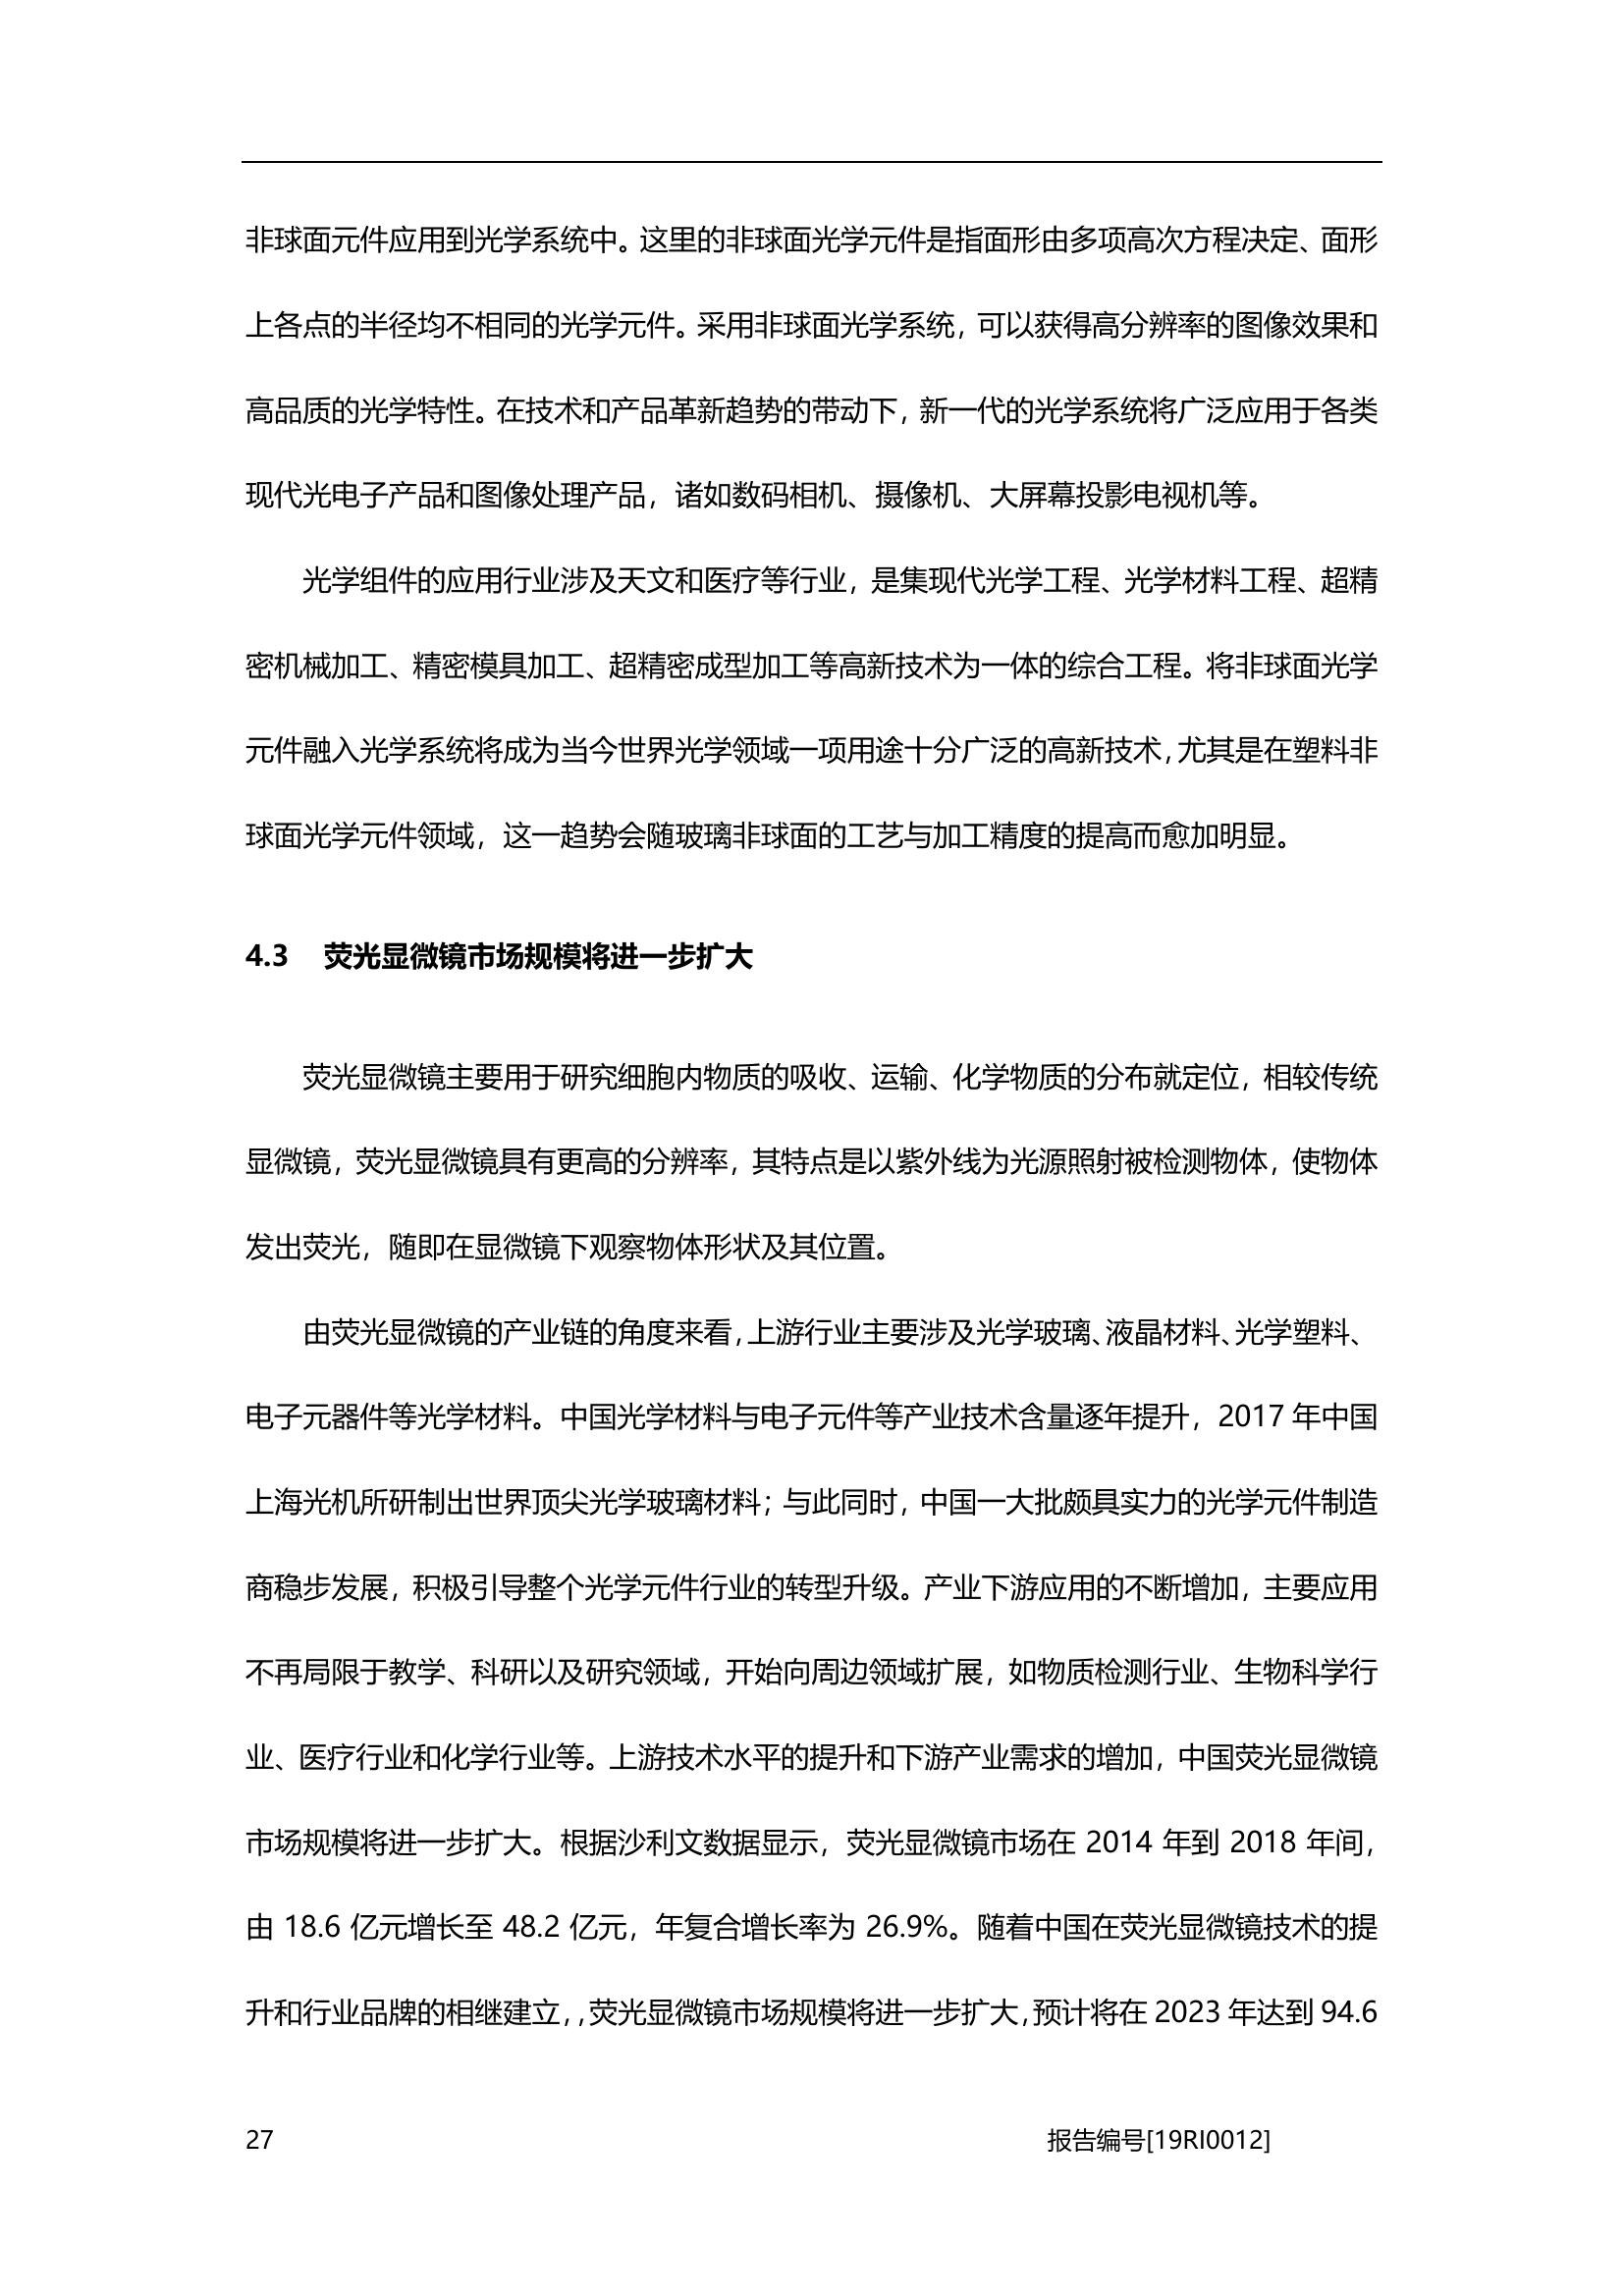 非球面元件应用到光学系统中。这里的非球面光学元件是指面形由多项高次方程决定、面形
上各点的半径均不相同的光学元件。采用非球面光学系统，可以获得高分辨率的图像效果和
高品质的光学特性。在技术和产品革新趋势的带动下，新一代的光学系统将广泛应用于各类
现代光电子产品和图像处理产品，诸如数码相机、摄像机、大屏幕投影电视机等。
光学组件的应用行业涉及天文和医疗等行业，是集现代光学工程、光学材料工程、超精
密机械加工、精密模具加工、超精密成型加工等高新技术为一体的综合工程。将非球面光学
元件融入光学系统将成为当今世界光学领域一项用途十分广泛的高新技术，尤其是在塑料非
球面光学元件领域，这一趋势会随玻璃非球面的工艺与加工精度的提高而愈加明显。
4.3 荧光显微镜市场规模将进一步扩大
荧光显微镜主要用于研究细胞内物质的吸收、运输、化学物质的分布就定位，相较传统
显微镜，荧光显微镜具有更高的分辨率，其特点是以紫外线为光源照射被检测物体，使物体
发出荧光，随即在显微镜下观察物体形状及其位置。
由荧光显微镜的产业链的角度来看，上游行业主要涉及光学玻璃、液晶材料、光学塑料、
电子元器件等光学材料。中国光学材料与电子元件等产业技术含量逐年提升，2017 年中国
上海光机所研制出世界顶尖光学玻璃材料；与此同时，中国一大批颇具实力的光学元件制造
商稳步发展，积极引导整个光学元件行业的转型升级。产业下游应用的不断增加，主要应用
不再局限于教学、科研以及研究领域，开始向周边领域扩展，如物质检测行业、生物科学行
业、医疗行业和化学行业等。上游技术水平的提升和下游产业需求的增加，中国荧光显微镜
市场规模将进一步扩大。根据沙利文数据显示，荧光显微镜市场在 2014 年到 2018 年间，
由 18.6 亿元增长至 48.2 亿元，年复合增长率为 26.9%。随着中国在荧光显微镜技术的提
升和行业品牌的相继建立，，荧光显微镜市场规模将进一步扩大，预计将在 2023 年达到 94.6
27 报告编号[19RI0012]